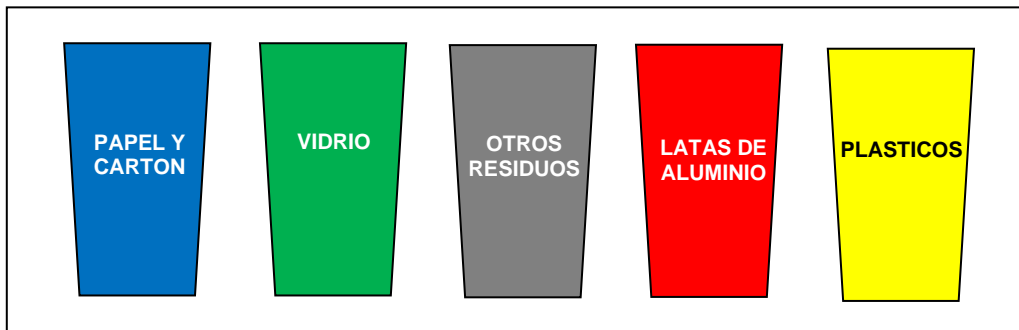 PAPEL Y
CARTON
VIDRIO
OTROS
RESIDUOS
LATAS DE
ALUMINIO
PLASTICOS